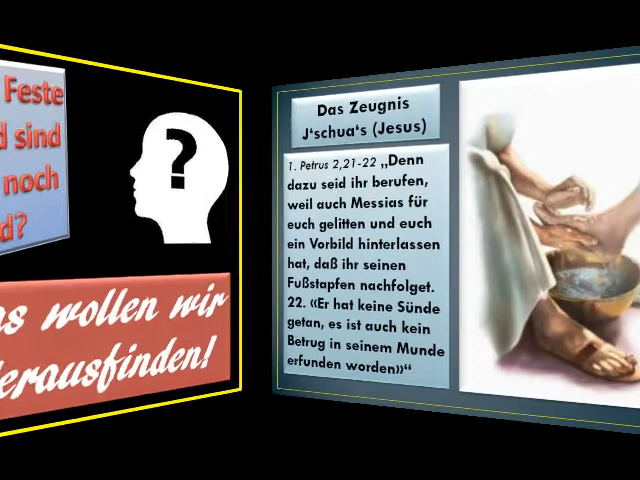 Feste
sind
noch
?
wollen wir
herausfinden!
Das Zeugnis
J‘schua‘s (Jesus)
1. Petrus 2,21-22 „Denn
dazu seid ihr berufen,
weil auch Messias für
euch gelitten und euch
ein Vorbild hinterlassen
hat, daß ihr seinen
Fußstapfen nachfolget.
22. «Er hat keine Sünde
getan, es ist auch kein
Betrug in seinem Munde
erfunden worden»“